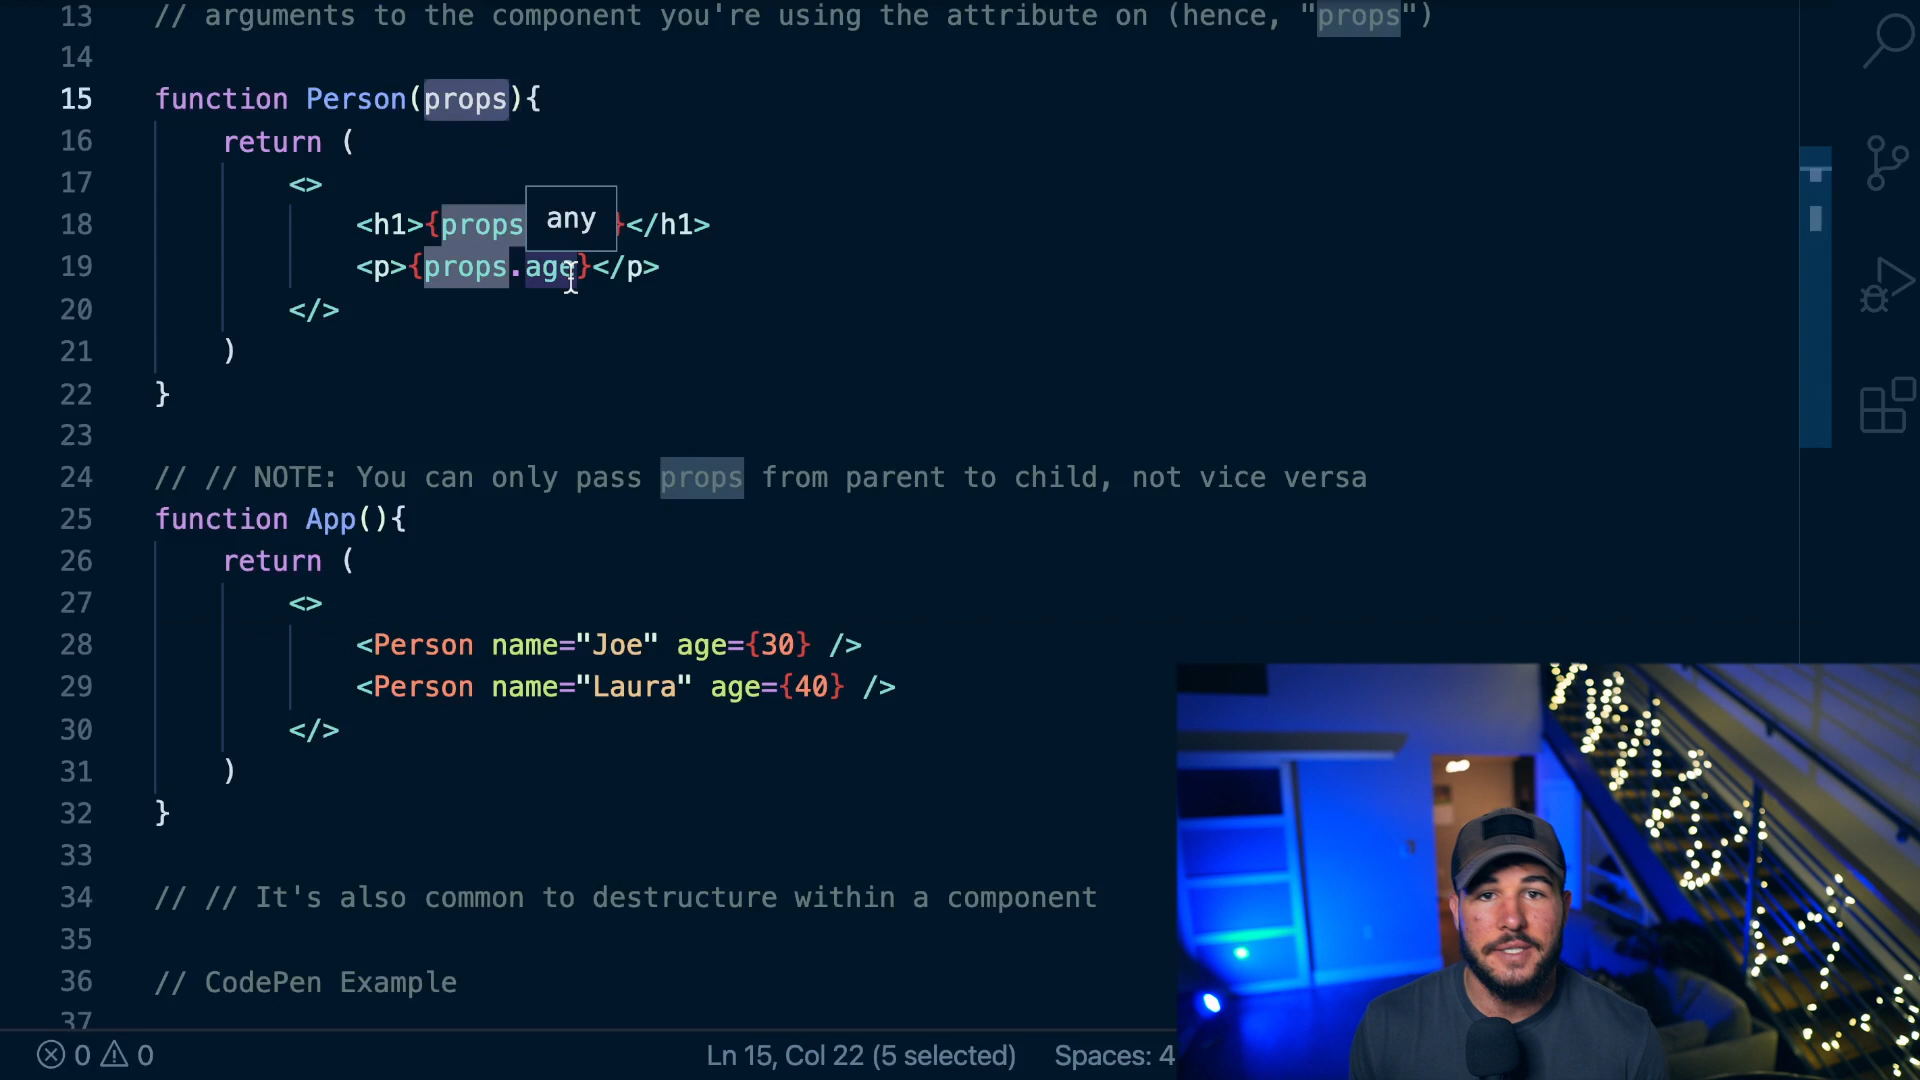 13 // arguments to the component you're using the attribute on (hence, "props")
14
15 function Person(props){
16 return (
17 <>
18 <h1>{props }</h1>
any
19 <p>{props.age}</p>
20 </>
21 )
22 }
23
24 // // NOTE: You can only pass props from parent to child, not vice versa
25 function App(){
26 return (
27 <>
28 <Person name="Joe" age={30} />
29 <Person name="Laura" age={40} />
30 </>
31 )
32 }
33
34 // // It's also common to destructure within a component
35
36 // CodePen Example
37
0 0 Ln 15, Col 22 (5 selected) Spaces: 4